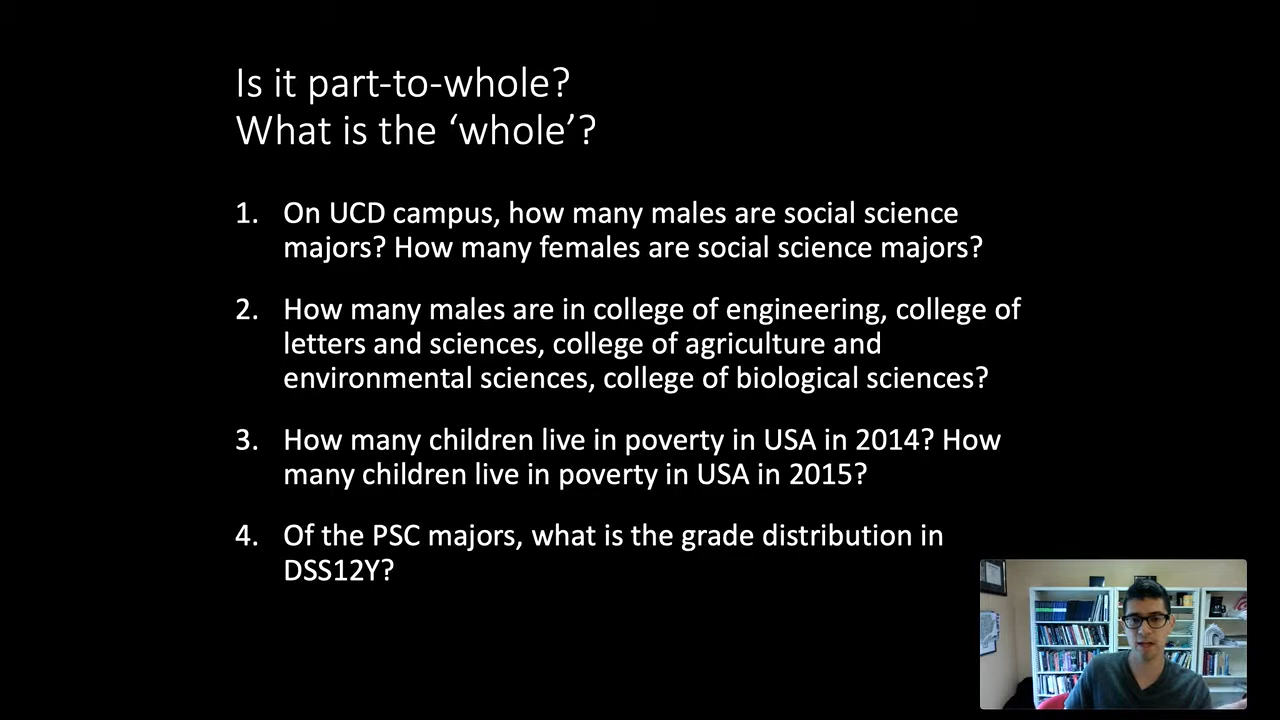 Is it part-to-whole?
What is the ‘whole’?
1. On UCD campus, how many males are social science
majors? How many females are social science majors?
2. How many males are in college of engineering, college of
letters and sciences, college of agriculture and
environmental sciences, college of biological sciences?
3. How many children live in poverty in USA in 2014? How
many children live in poverty in USA in 2015?
4. Of the PSC majors, what is the grade distribution in
DSS12Y?